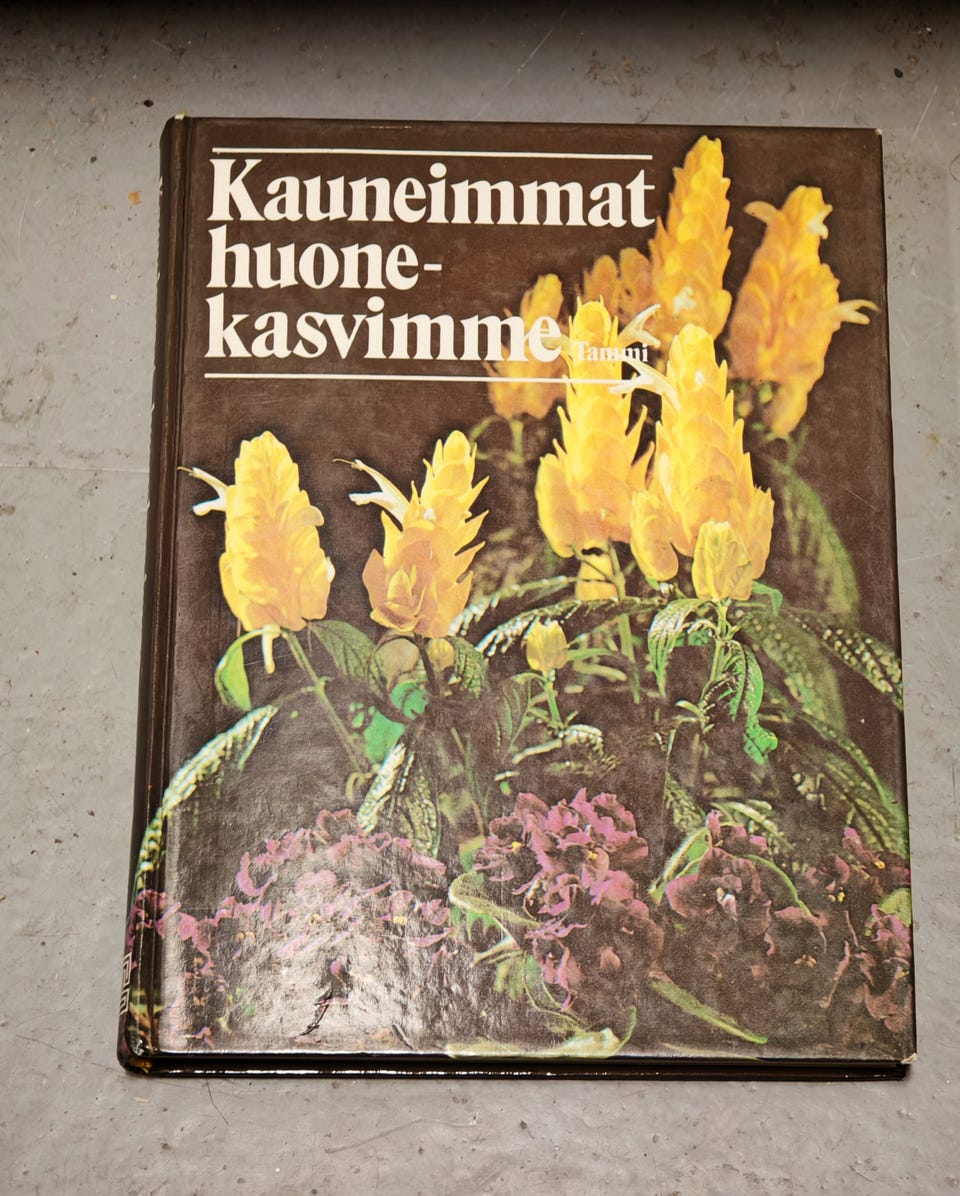 Kauneimmat
huone-
kasvimme Tammi